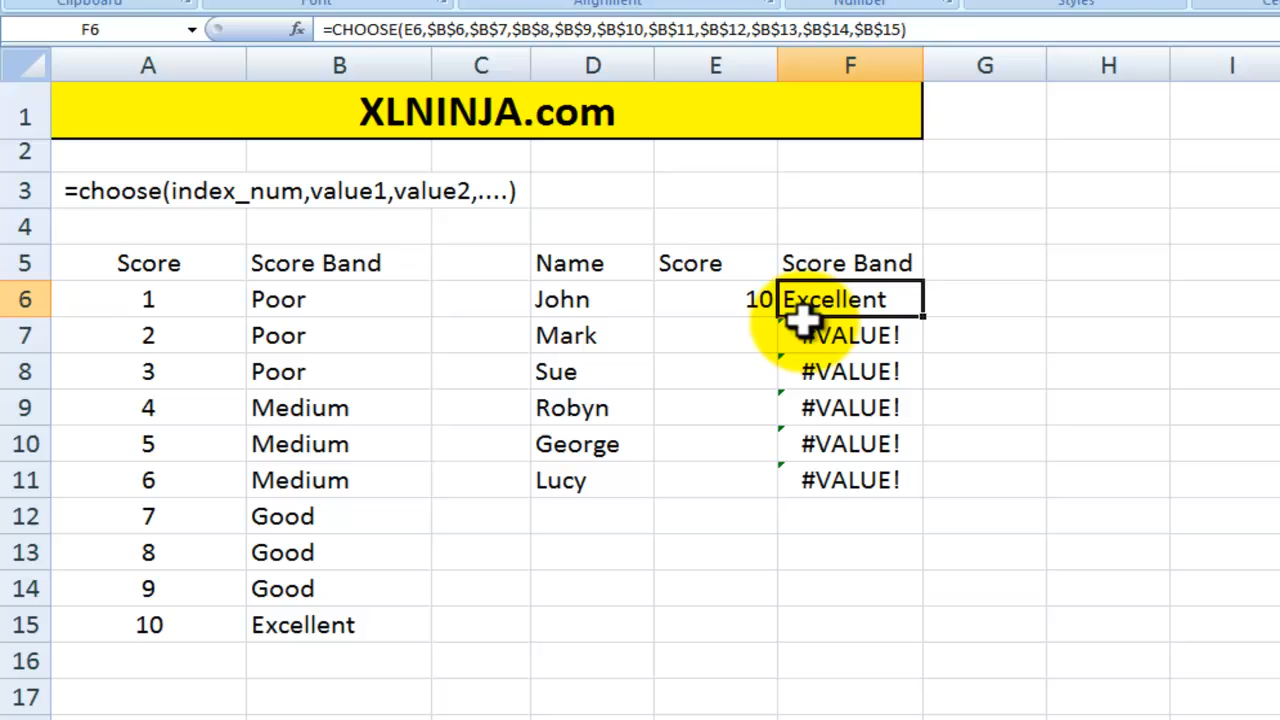 Clipboard Font Alignment Number Styles
F6 fx =CHOOSE(E6,$B$6,$B$7,$B$8,$B$9,$B$10,$B$11,$B$12,$B$13,$B$14,$B$15)
A B C D E F G H I
1 XLNINJA.com
2
3 =choose(index_num,value1,value2,....)
4
5 Score Score Band Name Score Score Band
6 1 Poor John 10 Excellent
7 2 Poor Mark #VALUE!
8 3 Poor Sue #VALUE!
9 4 Medium Robyn #VALUE!
10 5 Medium George #VALUE!
11 6 Medium Lucy #VALUE!
12 7 Good
13 8 Good
14 9 Good
15 10 Excellent
16
17